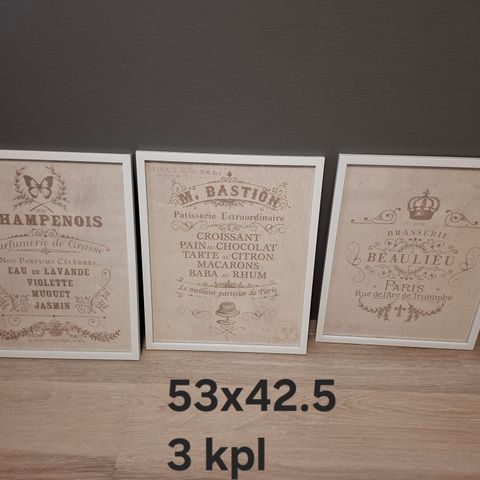 HAMPENOIS
arfumerie de Grasse
NOS PARFUMS CÉLÈBRES
EAU DE LAVANDE
VIOLETTE
MUGUET
JASMIN
M. BASTION
Patisserie Extraordinaire
CROISSANT
PAIN AU CHOCOLAT
TARTE AU CITRON
MACARONS
BABA AU RHUM
Le meilleur patissier de Paris
BRASSERIE
BEAULIEU
PARIS
Rue de l'Arc de Triomphe
53x42.5
3 kpl